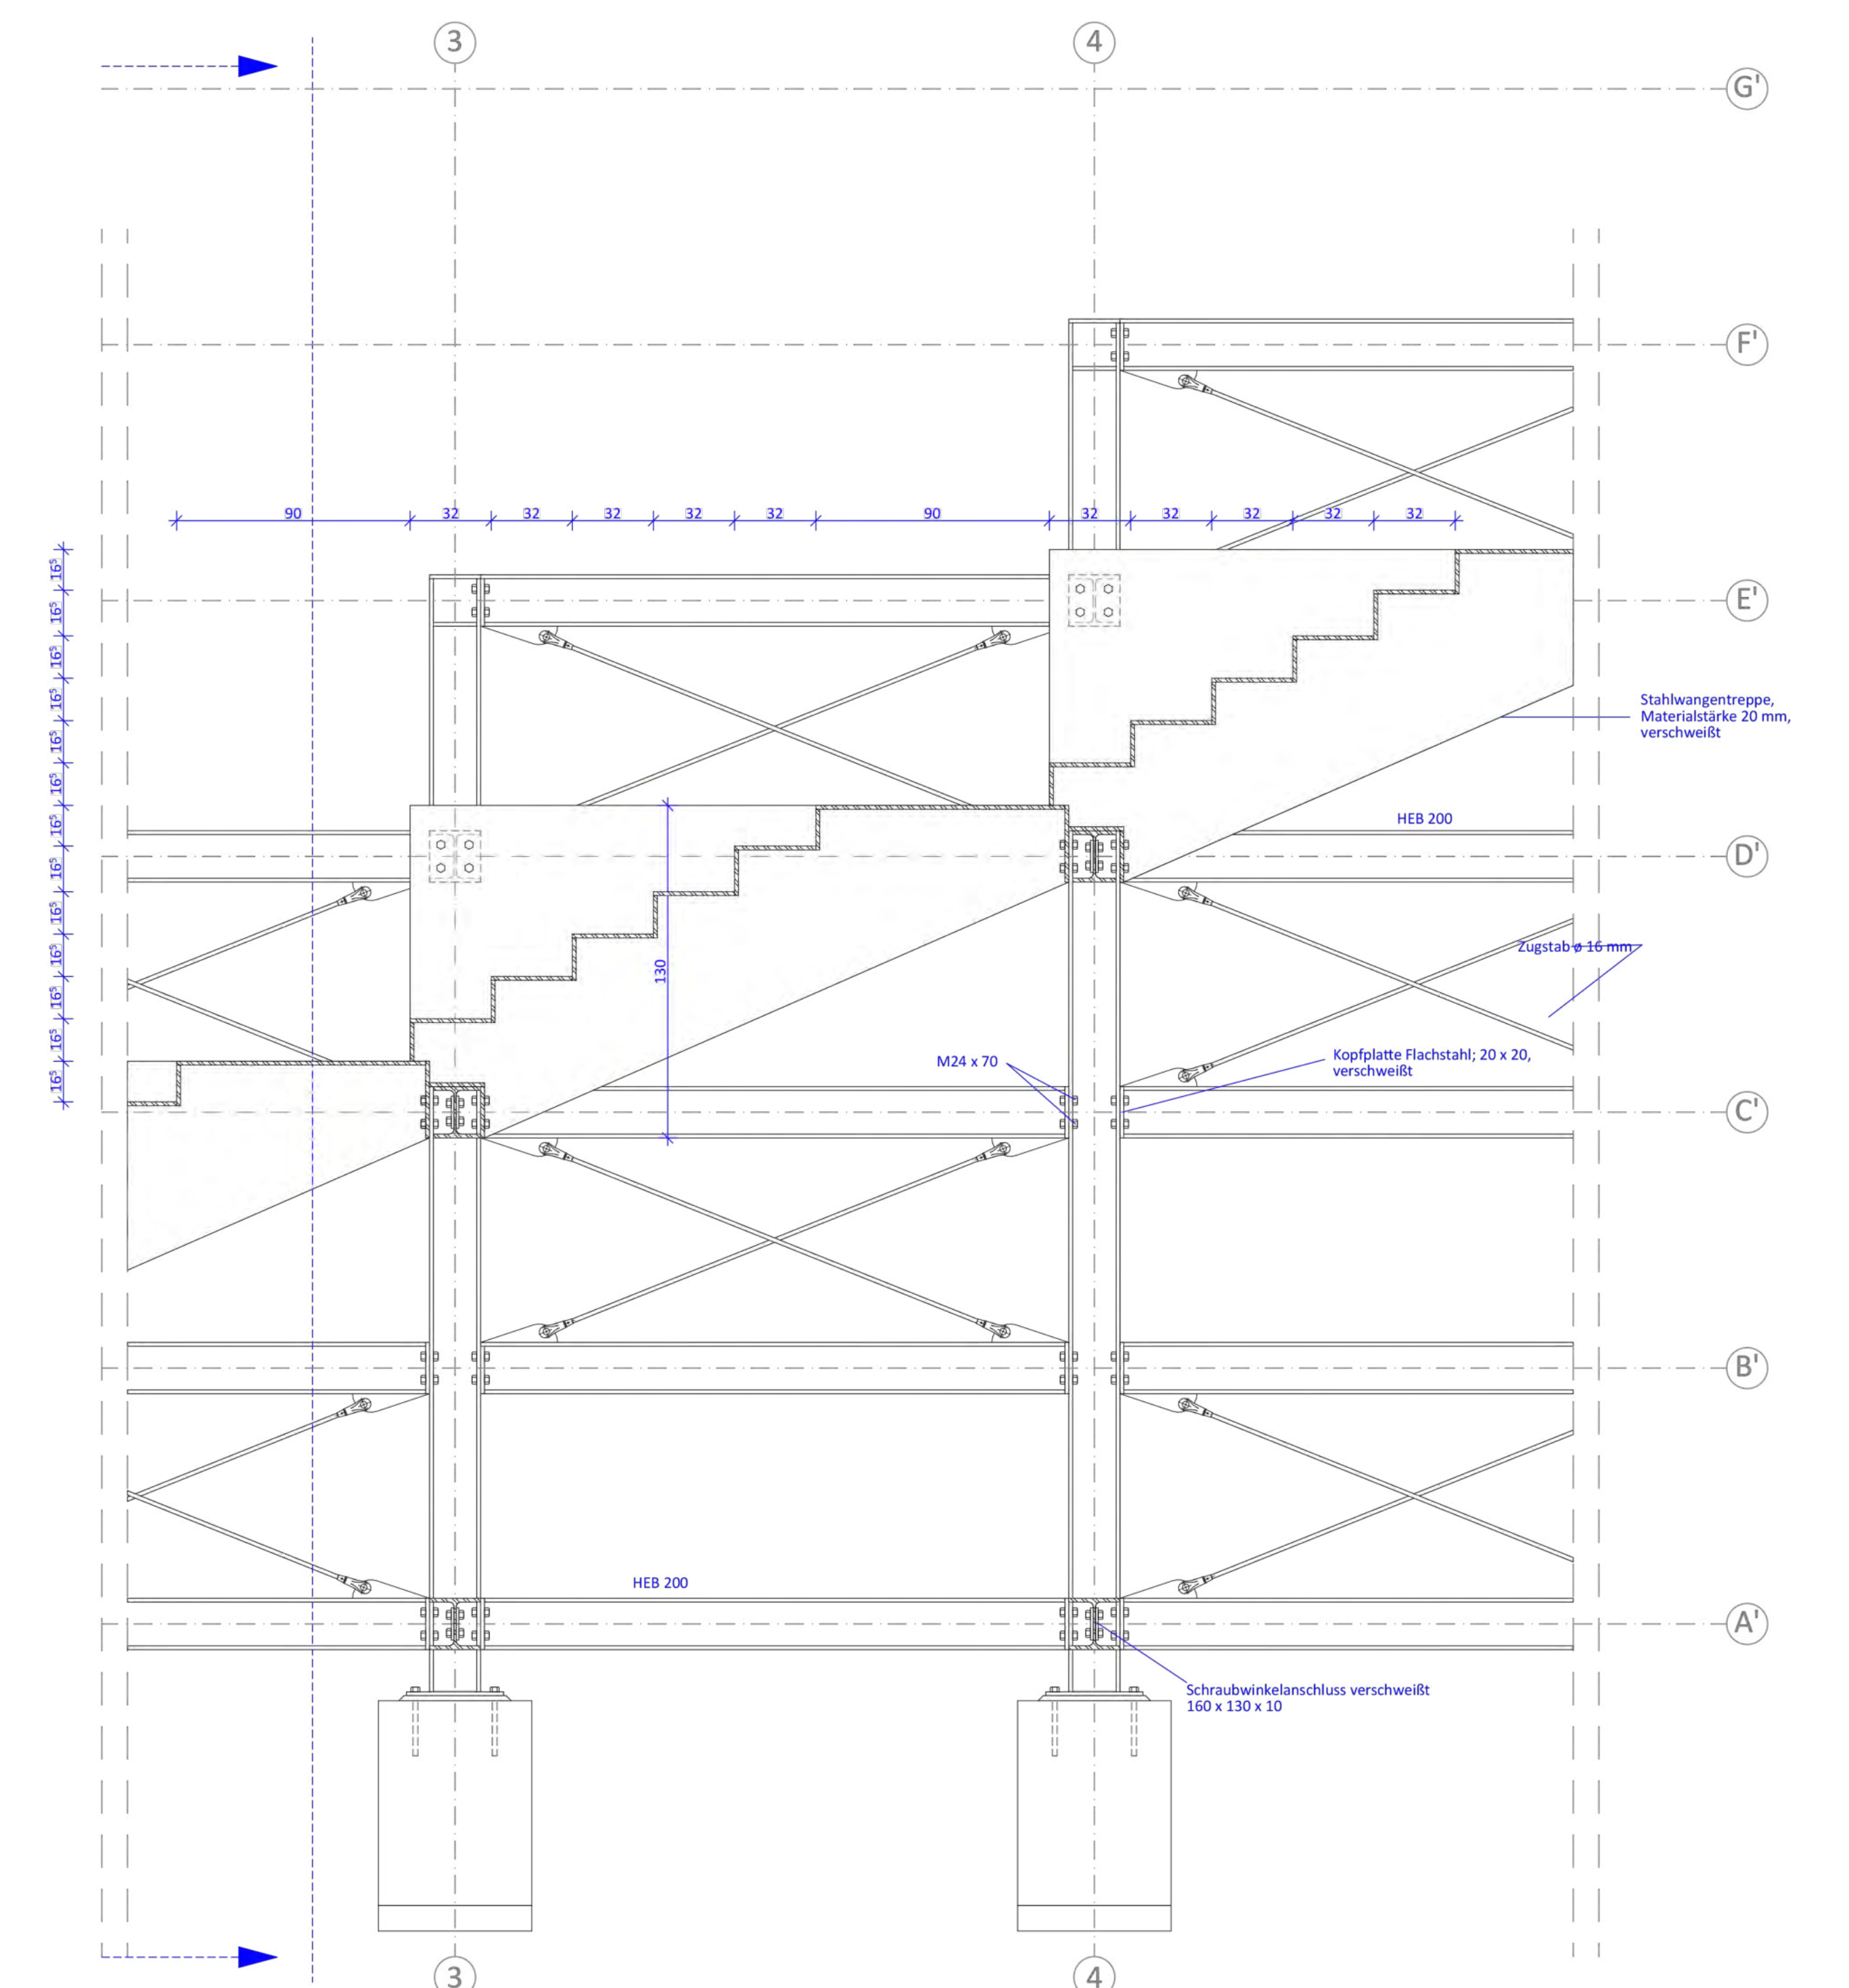 3 4
G'
F'
90 32 32 32 32 32 90 32 32 32 32 32
16⁵
16⁵
E'
16⁵
16⁵
Stahlwangentreppe,
Materialstärke 20 mm,
verschweißt
16⁵
16⁵
16⁵
HEB 200
D'
16⁵
16⁵
Zugstab ø 16 mm
16⁵
130
16⁵
16⁵
M24 x 70
Kopfplatte Flachstahl; 20 x 20,
verschweißt
16⁵
C'
B'
HEB 200
A'
Schraubwinkelanschluss verschweißt
160 x 130 x 10
3 4